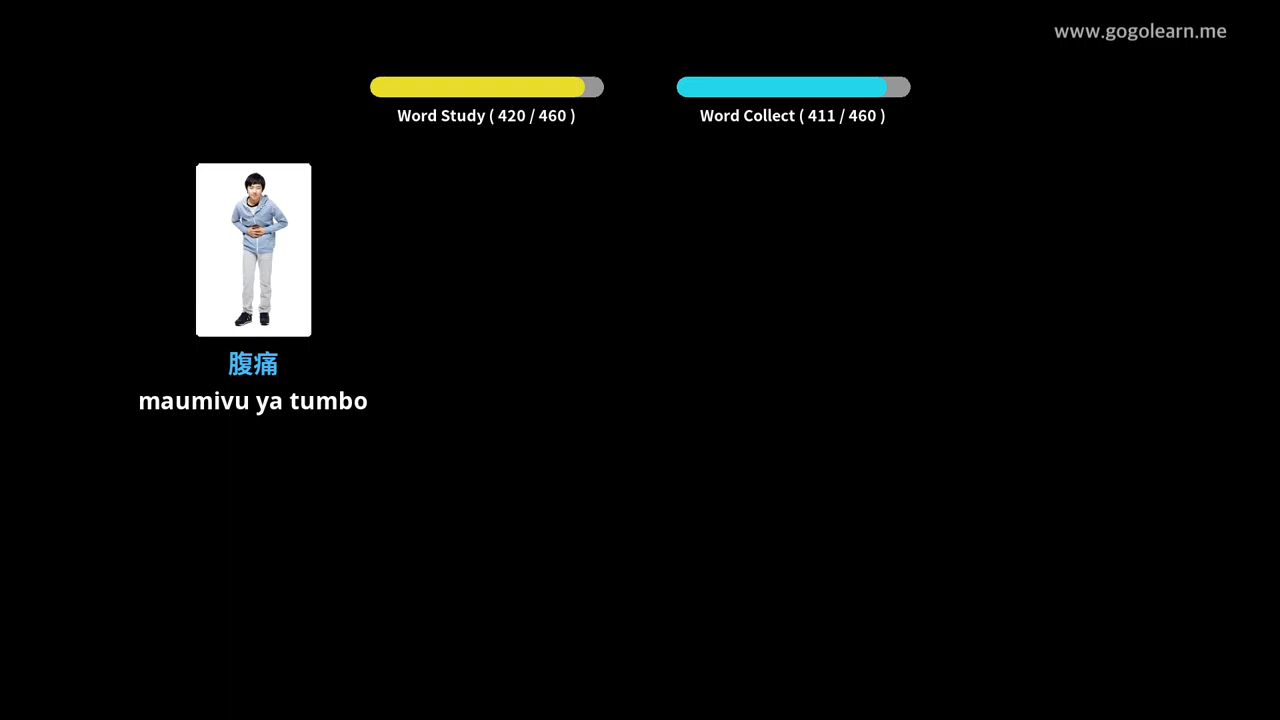 www.gogolearn.me
Word Study ( 420 / 460 )
Word Collect ( 411 / 460 )
腹痛
maumivu ya tumbo